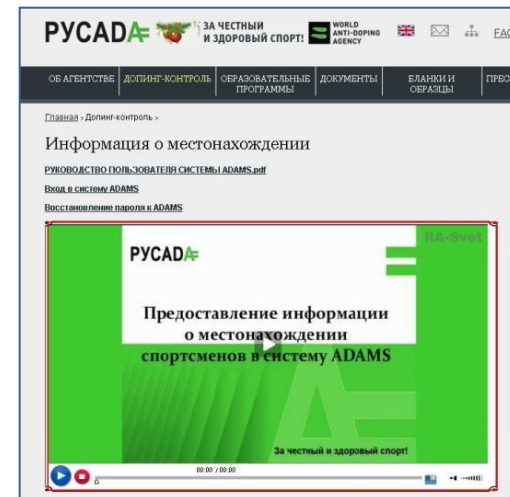 РУСАДА
ЗА ЧЕСТНЫЙ
И ЗДОРОВЫЙ СПОРТ!
WORLD
ANTI-DOPING
AGENCY
FAQ
ОБ АГЕНТСТВЕ
ДОПИНГ-КОНТРОЛЬ
ОБРАЗОВАТЕЛЬНЫЕ
ПРОГРАММЫ
ДОКУМЕНТЫ
БЛАНКИ И
ОБРАЗЦЫ
ПРЕС
Главная › Допинг-контроль ›
Информация о местонахождении
РУКОВОДСТВО ПОЛЬЗОВАТЕЛЯ СИСТЕМЫ ADAMS.pdf
Вход в систему ADAMS
Восстановление пароля к ADAMS
RA-Svet
РУСАДА
Предоставление информации
о местонахождении
спортсменов в систему ADAMS
За честный и здоровый спорт!
00:00 / 00:00